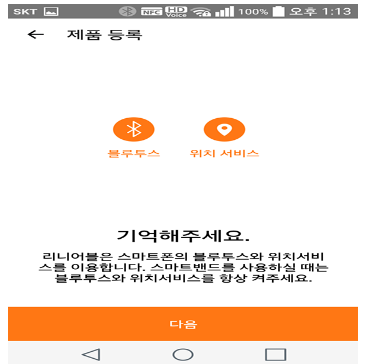 SKT NFC HD Voice 100% 오후 1:13
← 제품 등록
블루투스 위치 서비스
기억해주세요.
리니어블은 스마트폰의 블루투스와 위치서비
스를 이용합니다. 스마트밴드를 사용하실 때는
블루투스와 위치서비스를 항상 켜주세요.
다음